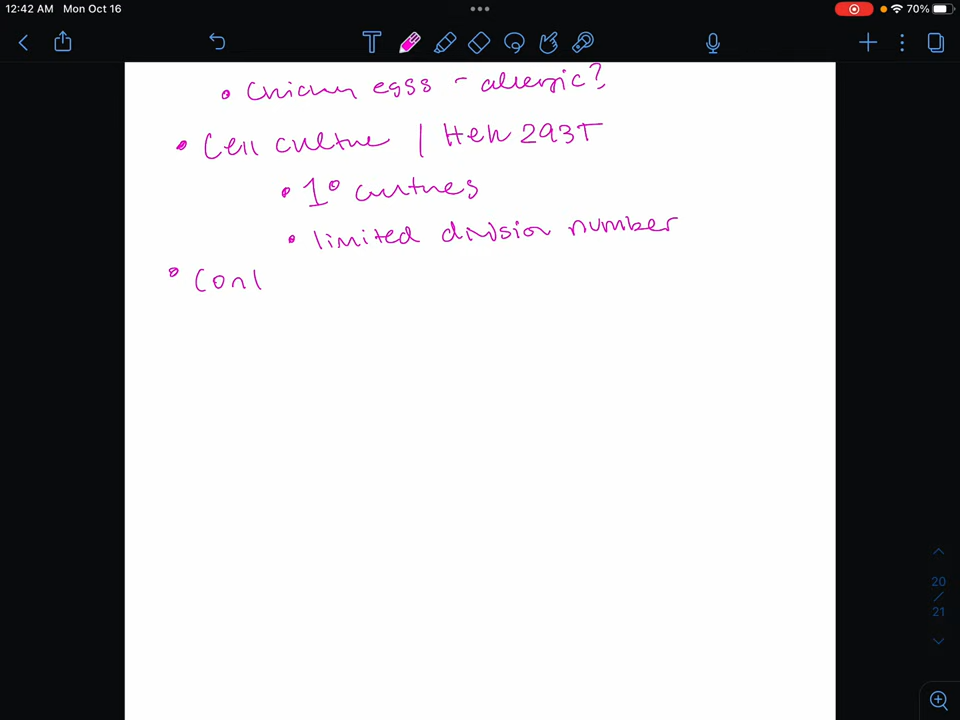 12:42 AM Mon Oct 16
70%
• Chicken eggs - allergic?
• Cell culture | Hek 293T
• 1° cultures
• limited division number
• Conl
20
/
21